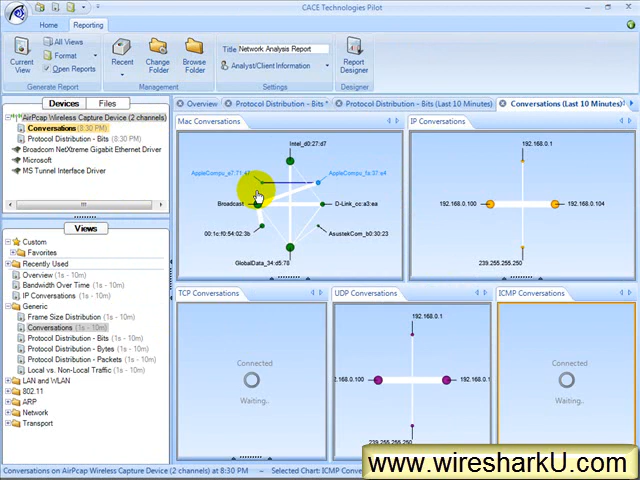 CACE Technologies Pilot
Home
Reporting
Current View
All Views
Format
Open Reports
Generate Report
Recent
Change Folder
Browse Folder
Management
Title Network Analysis Report
Analyst/Client Information
Settings
Report Designer
Designer
Devices
Files
AirPcap Wireless Capture Device (2 channels)
Conversations (8:30 PM)
Protocol Distribution - Bits (8:30 PM)
Broadcom NetXtreme Gigabit Ethernet Driver
Microsoft
MS Tunnel Interface Driver
Views
Custom
Favorites
Recently Used
Overview (1s - 10m)
Bandwidth Over Time (1s - 10m)
IP Conversations (1s - 10m)
Generic
Frame Size Distribution (1s - 10m)
Conversations (1s - 10m)
Protocol Distribution - Bits (1s - 10m)
Protocol Distribution - Bytes (1s - 10m)
Protocol Distribution - Packets (1s - 10m)
Local vs. Non-Local Traffic (1s - 10m)
LAN and WLAN
802.11
ARP
Network
Transport
Overview
Protocol Distribution - Bits *
Protocol Distribution - Bits (Last 10 Minutes)
Conversations (Last 10 Minutes)
Mac Conversations
Intel_d0:27:d7
AppleCompu_e7:71:
AppleCompu_1a:37:e4
Broadcast
D-Link_cc:a3:ea
00:1c:f0:54:02:3b
AsustekCom_b0:30:23
GlobalData_34:d5:78
IP Conversations
192.168.0.1
192.168.0.100
192.168.0.104
239.255.255.250
TCP Conversations
Connected
Waiting..
UDP Conversations
192.168.0.1
192.168.0.100
192.168.0.1
239.255.255.250
ICMP Conversations
Connected
Waiting..
Conversations on AirPcap Wireless Capture Device (2 channels) at 8:30 PM
Selected Chart: ICMP Conv
www.wiresharkU.com